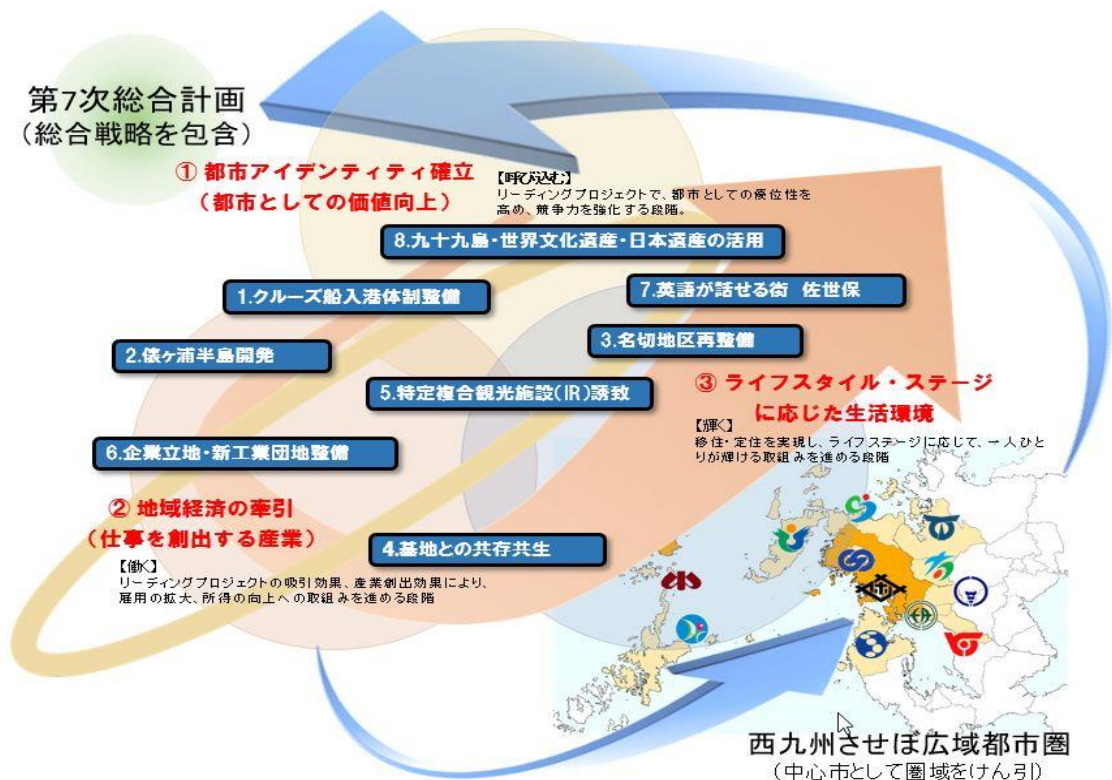 第7次総合計画
(総合戦略を包含)
① 都市アイデンティティ確立
(都市としての価値向上)
【呼び込む】
リーディングプロジェクトで、都市としての優位性を
高め、競争力を強化する段階。
8.九十九島・世界文化遺産・日本遺産の活用
1.クルーズ船入港体制整備
7.英語が話せる街 佐世保
2.俵ヶ浦半島開発
3.名切地区再整備
5.特定複合観光施設(IR)誘致
③ ライフスタイル・ステージ
に応じた生活環境
【輝く】
移住・定住を実現し、ライフステージに応じて、一人ひと
りが輝ける取組みを進める段階
6.企業立地・新工業団地整備
② 地域経済の牽引
(仕事を創出する産業)
【働く】
リーディングプロジェクトの吸引効果、産業創出効果により、
雇用の拡大、所得の向上への取組みを進める段階
4.基地との共存共生
西九州させぼ広域都市圏
(中心市として圏域をけん引)